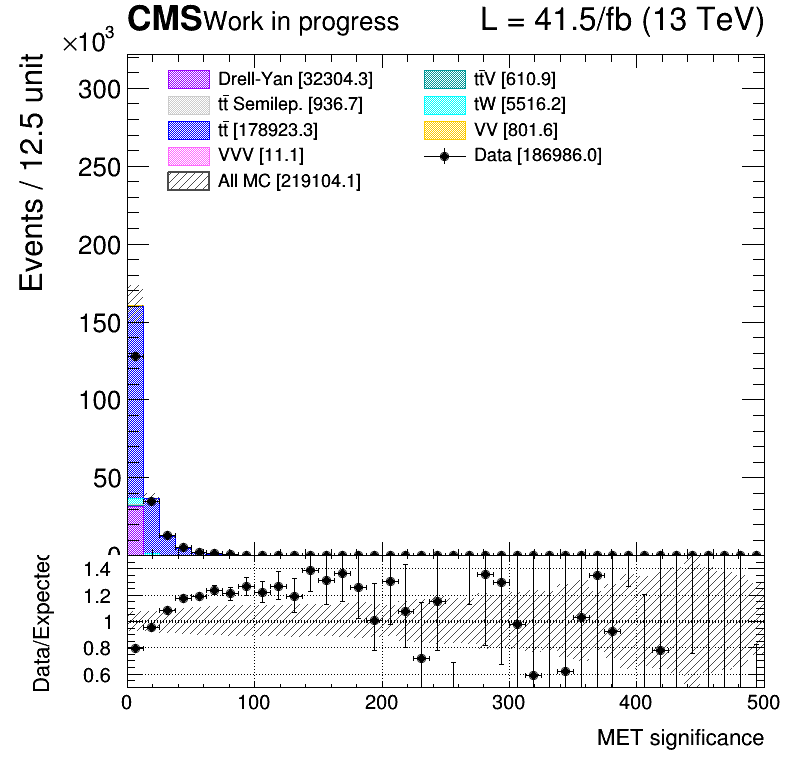 CMS Work in progress L = 41.5/fb (13 TeV)
×10³
Events / 12.5 unit
Drell-Yan [32304.3]
tt̄ Semilep. [936.7]
tt̄ [178923.3]
VVV [11.1]
All MC [219104.1]
tt̄V [610.9]
tW [5516.2]
VV [801.6]
Data [186986.0]
300
250
200
150
100
50
0
Data/Expected
1.4
1.2
1
0.8
0.6
0 100 200 300 400 500
MET significance